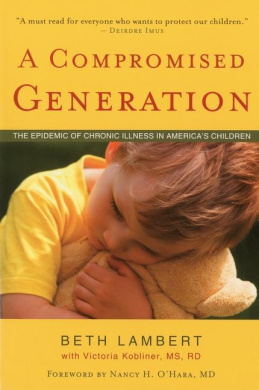 "A must read for everyone who wants to protect our children."
— Deirdre Imus
A Compromised
Generation
THE EPIDEMIC OF CHRONIC ILLNESS IN AMERICA'S CHILDREN
BETH LAMBERT
with Victoria Kobliner, MS, RD
Foreword by Nancy H. O'Hara, MD